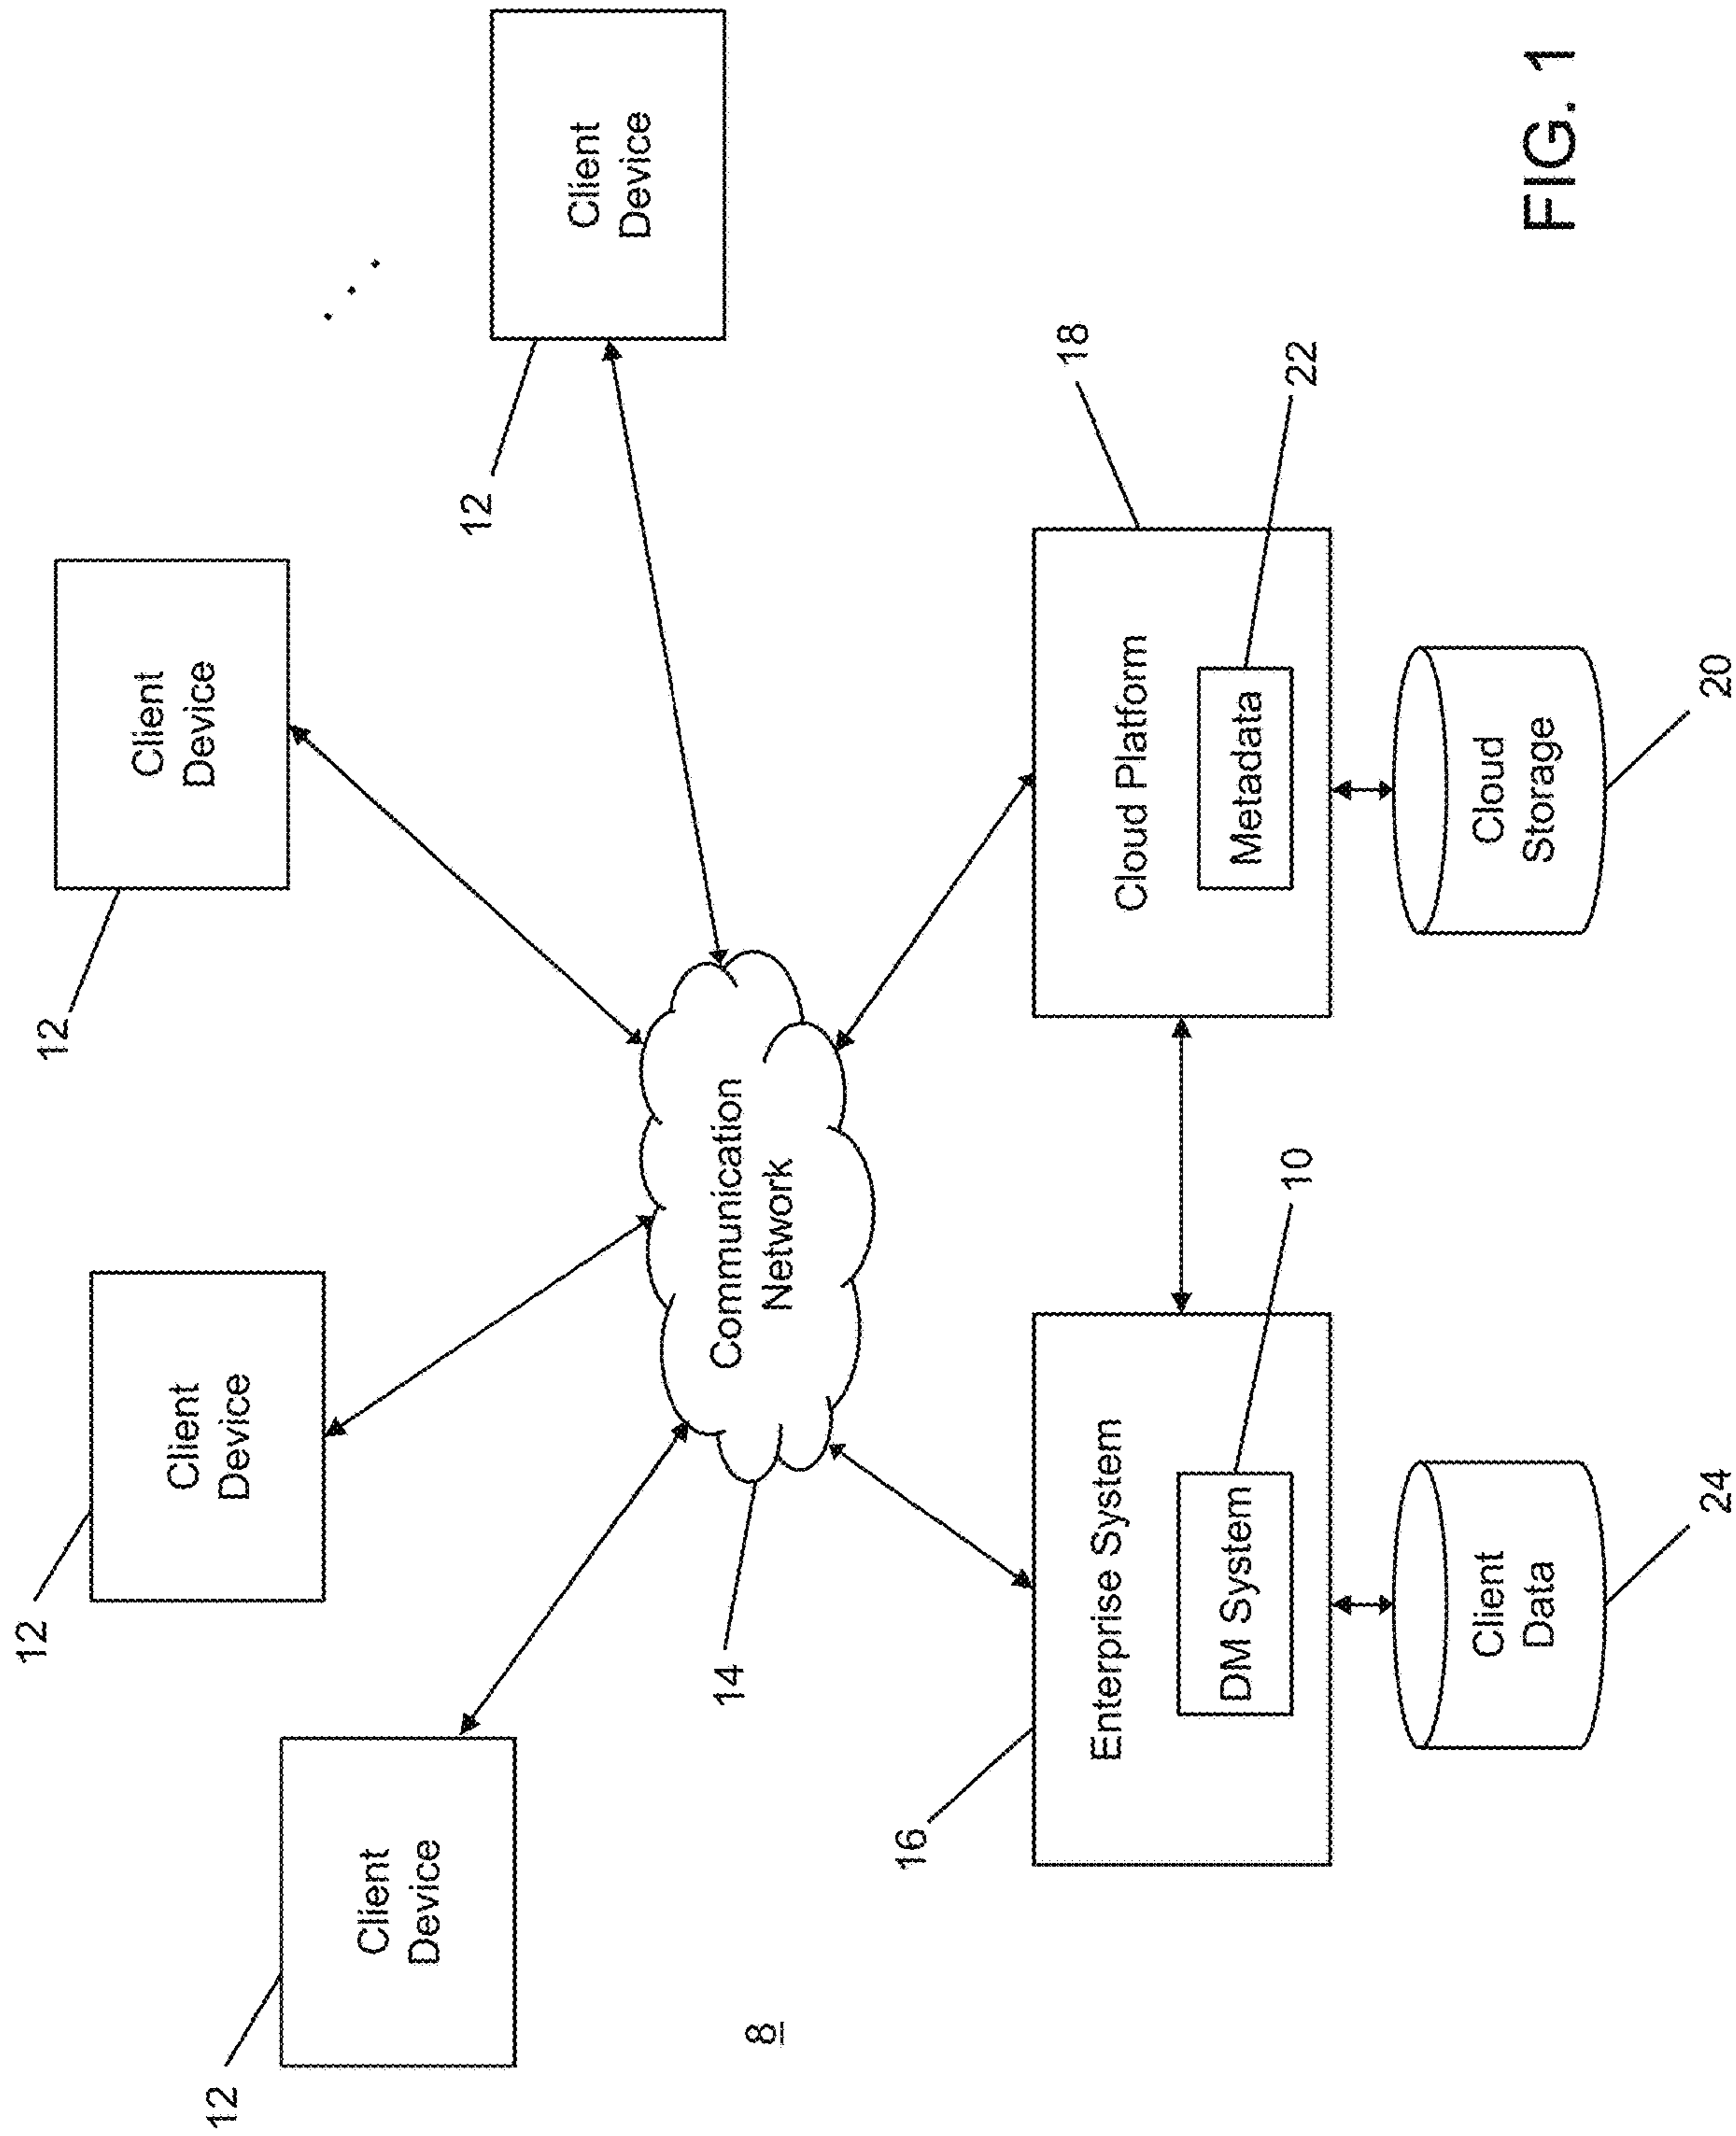 8
12
Client
Device
12
Client
Device
12
Client
Device
12
Client
Device
14
Communication
Network
16
Enterprise System
DM System
10
Client
Data
24
18
Cloud Platform
Metadata
22
Cloud
Storage
20
FIG. 1